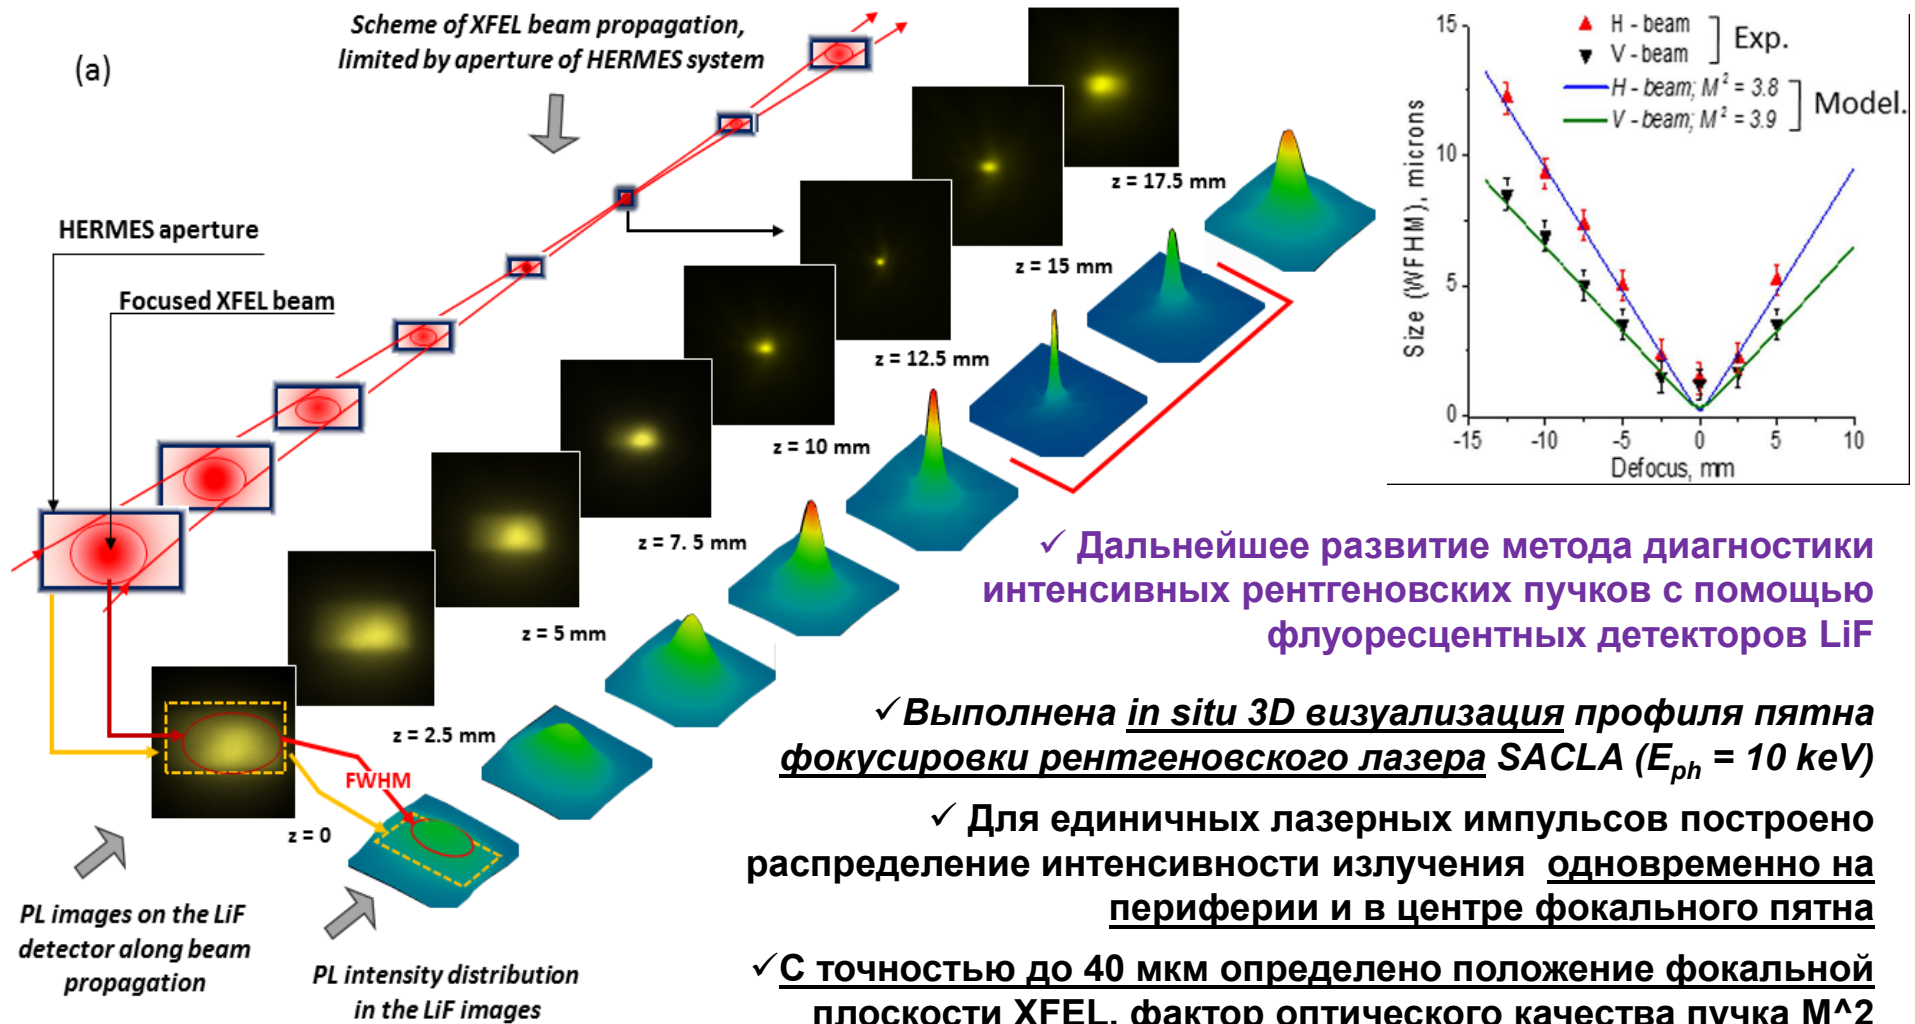 (a)
Scheme of XFEL beam propagation,
limited by aperture of HERMES system
HERMES aperture
Focused XFEL beam
z = 17.5 mm
z = 15 mm
z = 12.5 mm
z = 10 mm
z = 7. 5 mm
z = 5 mm
z = 2.5 mm
z = 0
FWHM
PL images on the LiF
detector along beam
propagation
PL intensity distribution
in the LiF images
H - beam
V - beam
Exp.
H - beam; M² = 3.8
V - beam; M² = 3.9
Model.
Size (WFHM), microns
15
10
5
0
-15 -10 -5 0 5 10
Defocus, mm
✓ Дальнейшее развитие метода диагностики
интенсивных рентгеновских пучков с помощью
флуоресцентных детекторов LiF
✓Выполнена in situ 3D визуализация профиля пятна
фокусировки рентгеновского лазера SACLA (Eph = 10 keV)
✓ Для единичных лазерных импульсов построено
распределение интенсивности излучения одновременно на
периферии и в центре фокального пятна
✓С точностью до 40 мкм определено положение фокальной
плоскости XFEL, фактор оптического качества пучка M^2